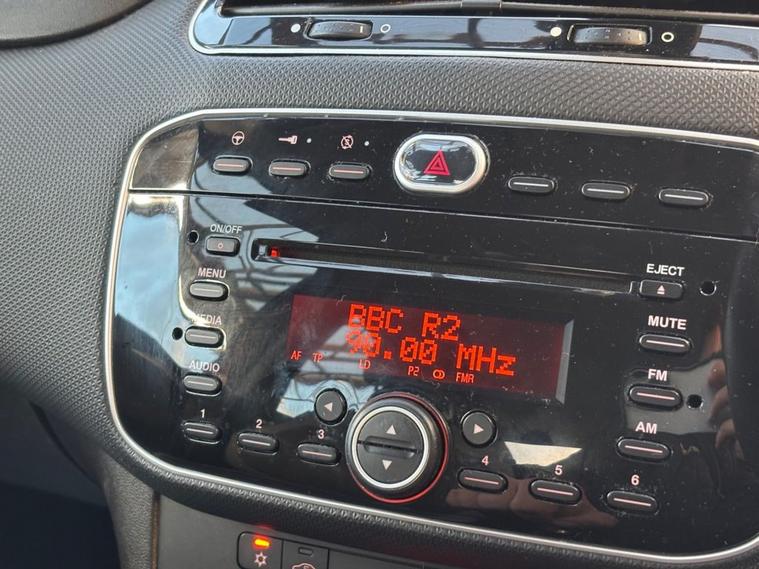 ON/OFF
MENU
MEDIA
AUDIO
EJECT
MUTE
FM
AM
BBC R2
90.00 MHz
AF TP LD P2 FMR
1 2 3 4 5 6